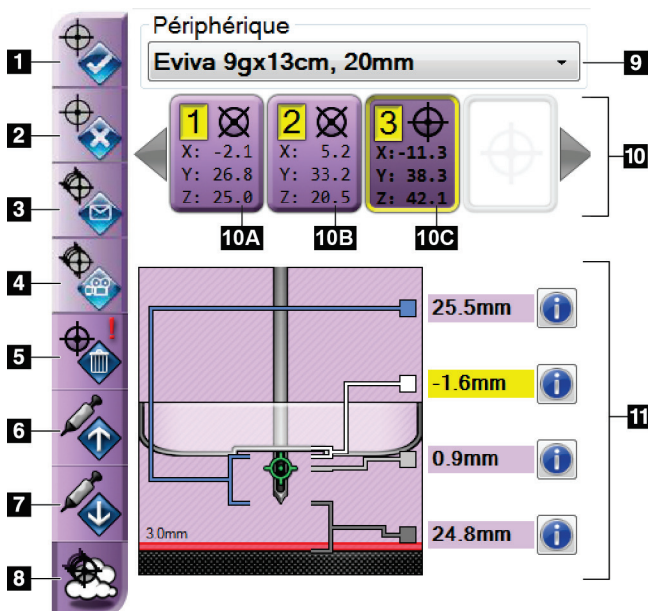 Périphérique
1
Eviva 9gx13cm, 20mm
9
2
1
X: -2.1
Y: 26.8
Z: 25.0
2
X: 5.2
Y: 33.2
Z: 20.5
3
X:-11.3
Y: 38.3
Z: 42.1
10
3
10A
10B
10C
4
25.5mm
5
!
-1.6mm
6
11
0.9mm
7
3.0mm
24.8mm
8